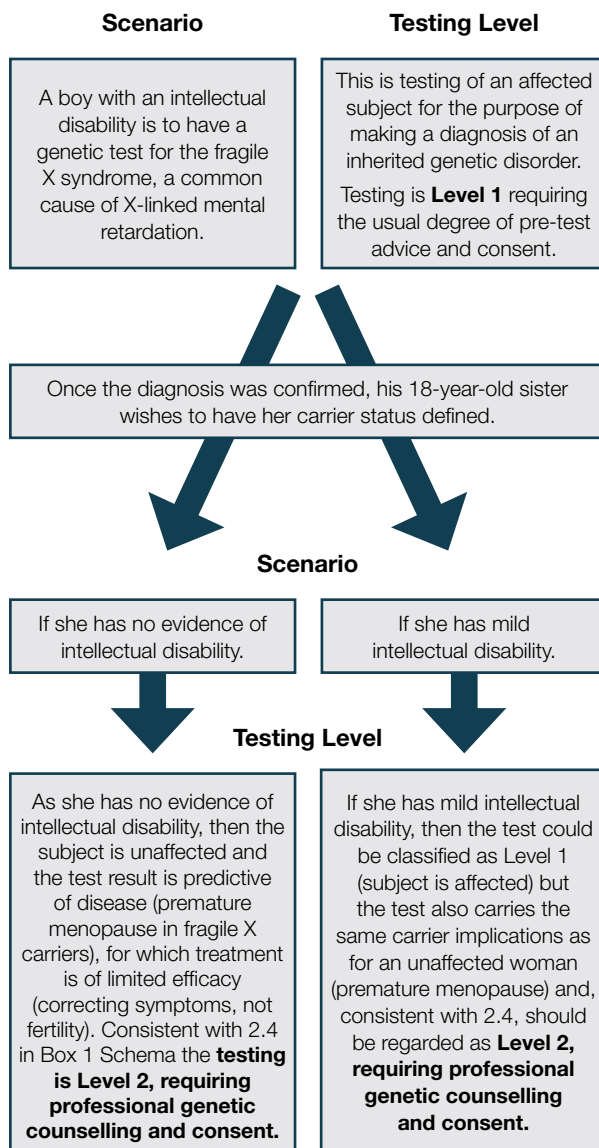 Scenario
Testing Level
A boy with an intellectual
disability is to have a
genetic test for the fragile
X syndrome, a common
cause of X-linked mental
retardation.
This is testing of an affected
subject for the purpose of
making a diagnosis of an
inherited genetic disorder.
Testing is Level 1 requiring
the usual degree of pre-test
advice and consent.
Once the diagnosis was confirmed, his 18-year-old sister
wishes to have her carrier status defined.
Scenario
If she has no evidence of
intellectual disability.
If she has mild
intellectual disability.
Testing Level
As she has no evidence of
intellectual disability, then the
subject is unaffected and
the test result is predictive
of disease (premature
menopause in fragile X
carriers), for which treatment
is of limited efficacy
(correcting symptoms, not
fertility). Consistent with 2.4
in Box 1 Schema the testing
is Level 2, requiring
professional genetic
counselling and consent.
If she has mild intellectual
disability, then the test could
be classified as Level 1
(subject is affected) but
the test also carries the
same carrier implications as
for an unaffected woman
(premature menopause) and,
consistent with 2.4, should
be regarded as Level 2,
requiring professional
genetic counselling
and consent.